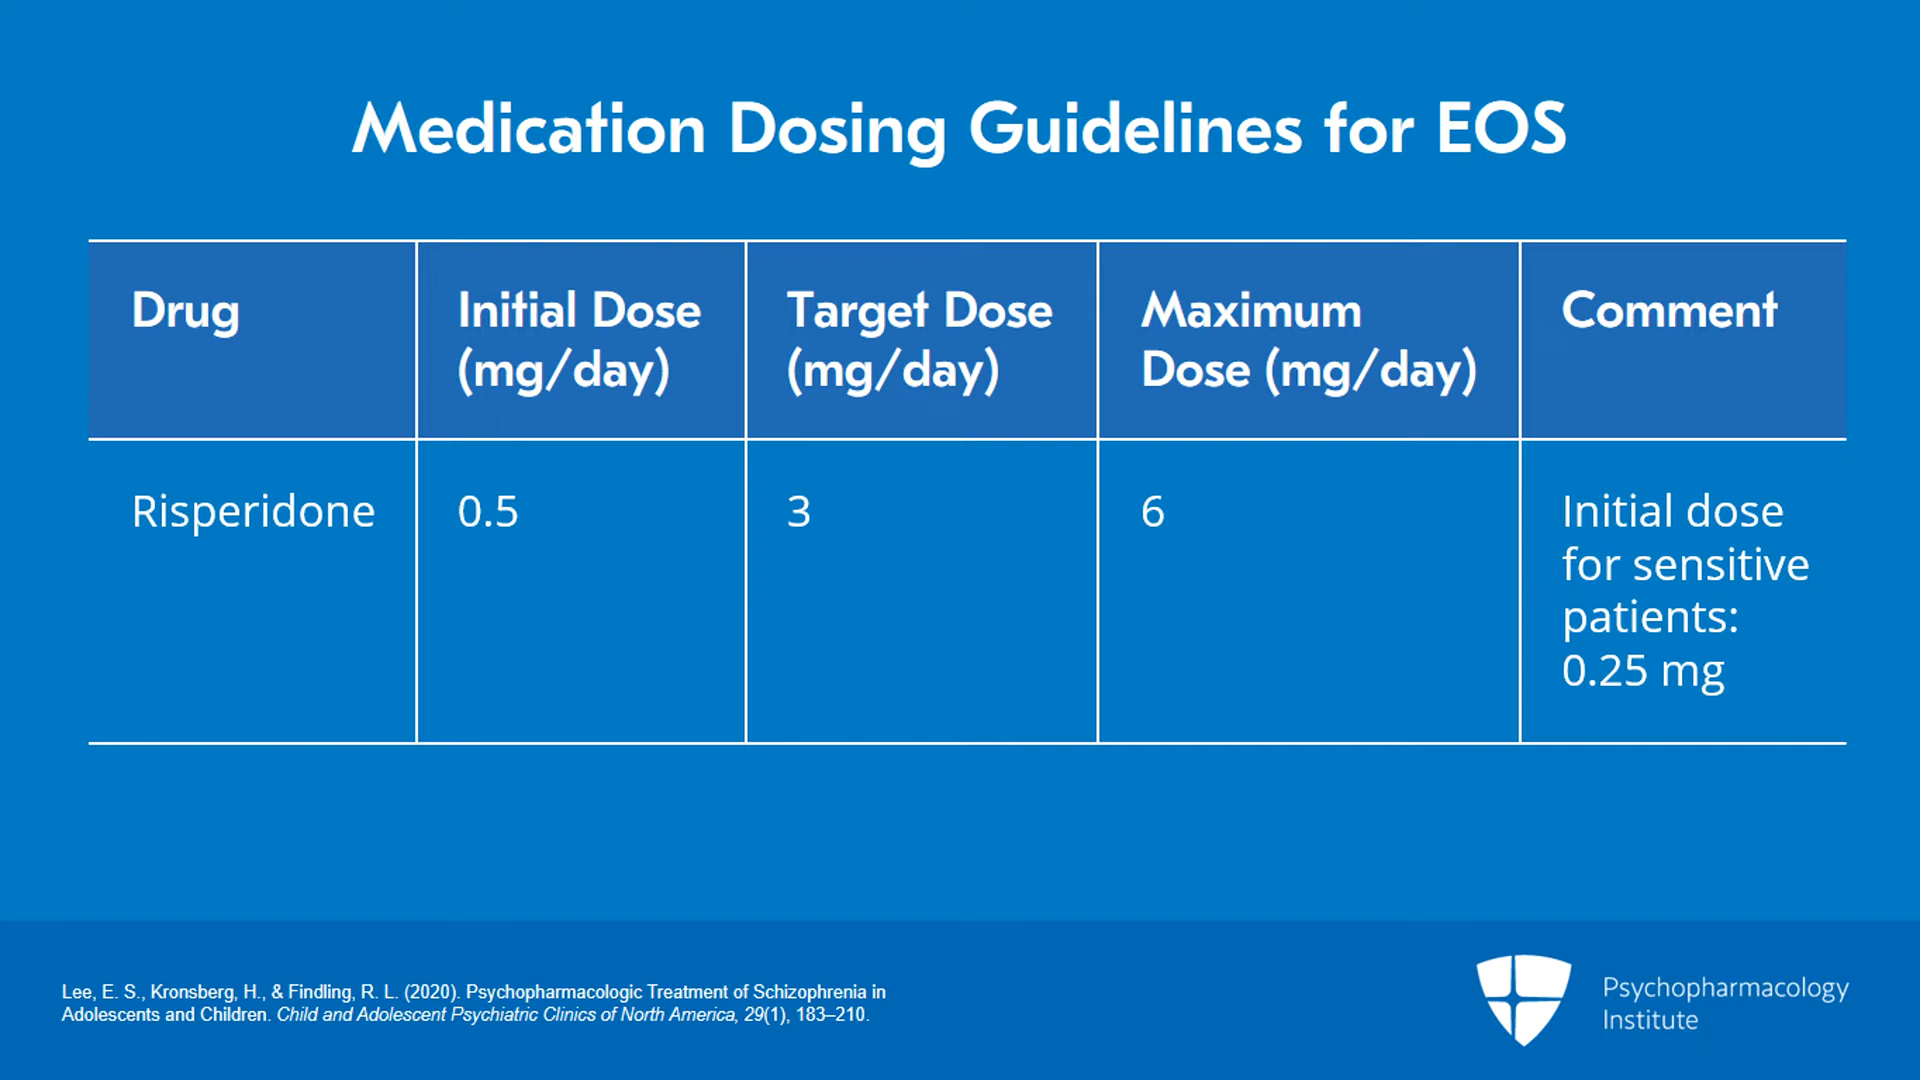 Medication Dosing Guidelines for EOS
Drug
Initial Dose
(mg/day)
Target Dose
(mg/day)
Maximum
Dose (mg/day)
Comment
Risperidone
0.5
3
6
Initial dose
for sensitive
patients:
0.25 mg
Lee, E. S., Kronsberg, H., & Findling, R. L. (2020). Psychopharmacologic Treatment of Schizophrenia in
Adolescents and Children. Child and Adolescent Psychiatric Clinics of North America, 29(1), 183–210.
Psychopharmacology
Institute